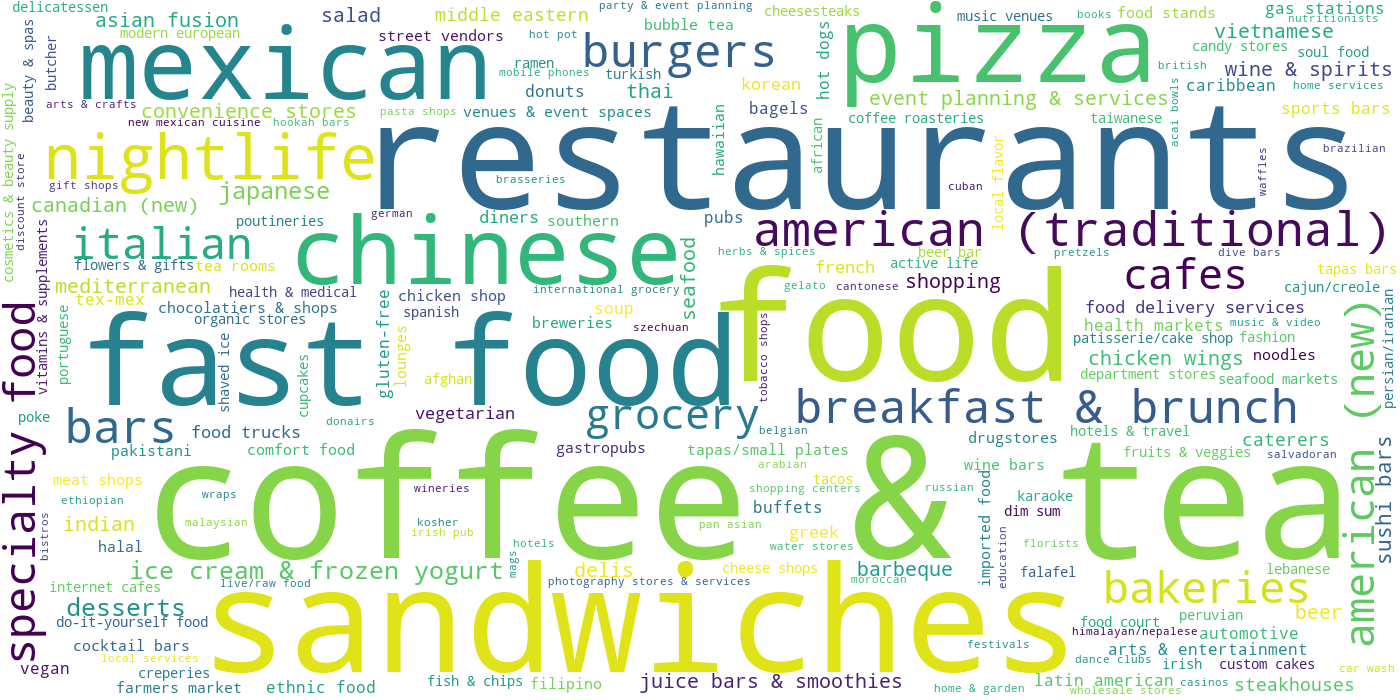 delicatessen
asian fusion
modern european
mexican
salad
street vendors
middle eastern
hot pot
ramen
mobile phones
donuts
party & event planning
burgers
turkish
thai
bubble tea
korean
bagels
cheesesteaks
hot dogs
pizza
music venues
books
food stands
gas stations
nutritionists
vietnamese
candy stores
soul food
british
wine & spirits
caribbean
home services
beauty & spas
butcher
cosmetics & beauty supply
arts & crafts
convenience stores
new mexican cuisine
hookah bars
pasta shops
venues & event spaces
event planning & services
coffee roasteries
taiwanese
acai bowls
sports bars
brazilian
waffles
nightlife
restaurants
hawaiian
african
local flavor
cuban
brasseries
discount store
gift shops
japanese
canadian (new)
poutineries
german
diners
southern
pubs
american (traditional)
italian
chinese
seafood
herbs & spices
beer bar
pretzels
dive bars
flowers & gifts
tea rooms
mediterranean
health & medical
tex-mex
chocolatiers & shops
organic stores
vitamins & supplements
portuguese
international grocery
chicken shop
spanish
soup
breweries
szechuan
french
active life
gelato
cantonese
shopping
cafes
tapas bars
cajun/creole
food delivery services
health markets
music & video
patisserie/cake shop
fashion
chicken wings
noodles
department stores
seafood markets
persian/iranian
american (new)
specialty food
fast food
food
shaved ice
cupcakes
gluten-free
lounges
afghan
tobacco shops
poke
bars
food trucks
donairs
vegetarian
grocery
breakfast & brunch
belgian
pakistani
comfort food
gastropubs
tapas/small plates
arabian
drugstores
hotels & travel
caterers
fruits & veggies
salvadoran
wine bars
meat shops
ethiopian
wraps
wineries
shopping centers
tacos
russian
buffets
imported food
karaoke
dim sum
sushi bars
coffee & tea
indian
malaysian
kosher
irish pub
pan asian
greek
water stores
florists
bistros
halal
hotels
mags
education
falafel
lebanese
ice cream & frozen yogurt
delis
cheese shops
barbeque
moroccan
internet cafes
live/raw food
photography stores & services
bakeries
desserts
sandwiches
beer
peruvian
food court
do-it-yourself food
himalayan/nepalese
automotive
cocktail bars
festivals
arts & entertainment
local services
dance clubs
irish
custom cakes
car wash
vegan
creperies
farmers market
ethnic food
fish & chips
filipino
juice bars & smoothies
home & garden
latin american
wholesale stores
casinos
steakhouses